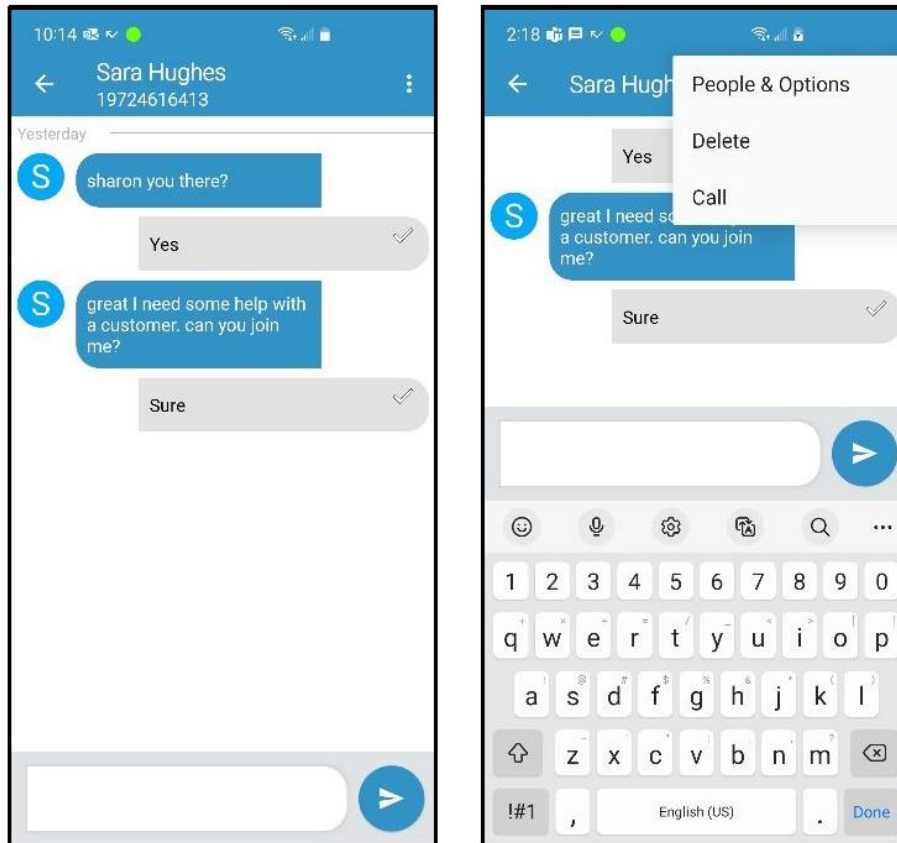 10:14
Sara Hughes
19724616413
Yesterday
S
sharon you there?
Yes
S
great I need some help with
a customer. can you join
me?
Sure
2:18
Sara Hugh
People & Options
Delete
Call
Yes
S
great I need so
a customer. can you join
me?
Sure
1 2 3 4 5 6 7 8 9 0
q w e r t y u i o p
a s d f g h j k l
z x c v b n m
!#1 , English (US) . Done